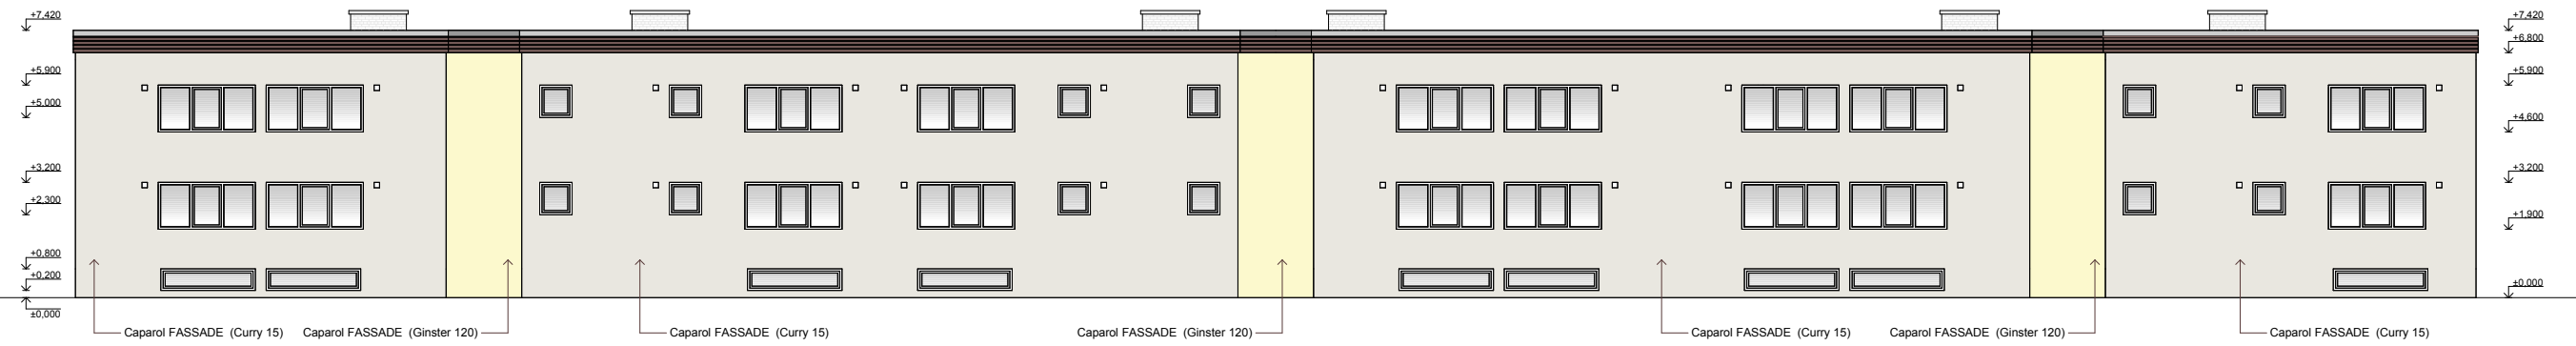 +7,420
+5,900
+5,000
+3,200
+2,300
+0,800
+0,200
±0,000
+7,420
+6,800
+5,900
+4,600
+3,200
+1,900
±0,000
Caparol FASSADE (Curry 15)
Caparol FASSADE (Ginster 120)
Caparol FASSADE (Curry 15)
Caparol FASSADE (Ginster 120)
Caparol FASSADE (Curry 15)
Caparol FASSADE (Ginster 120)
Caparol FASSADE (Curry 15)